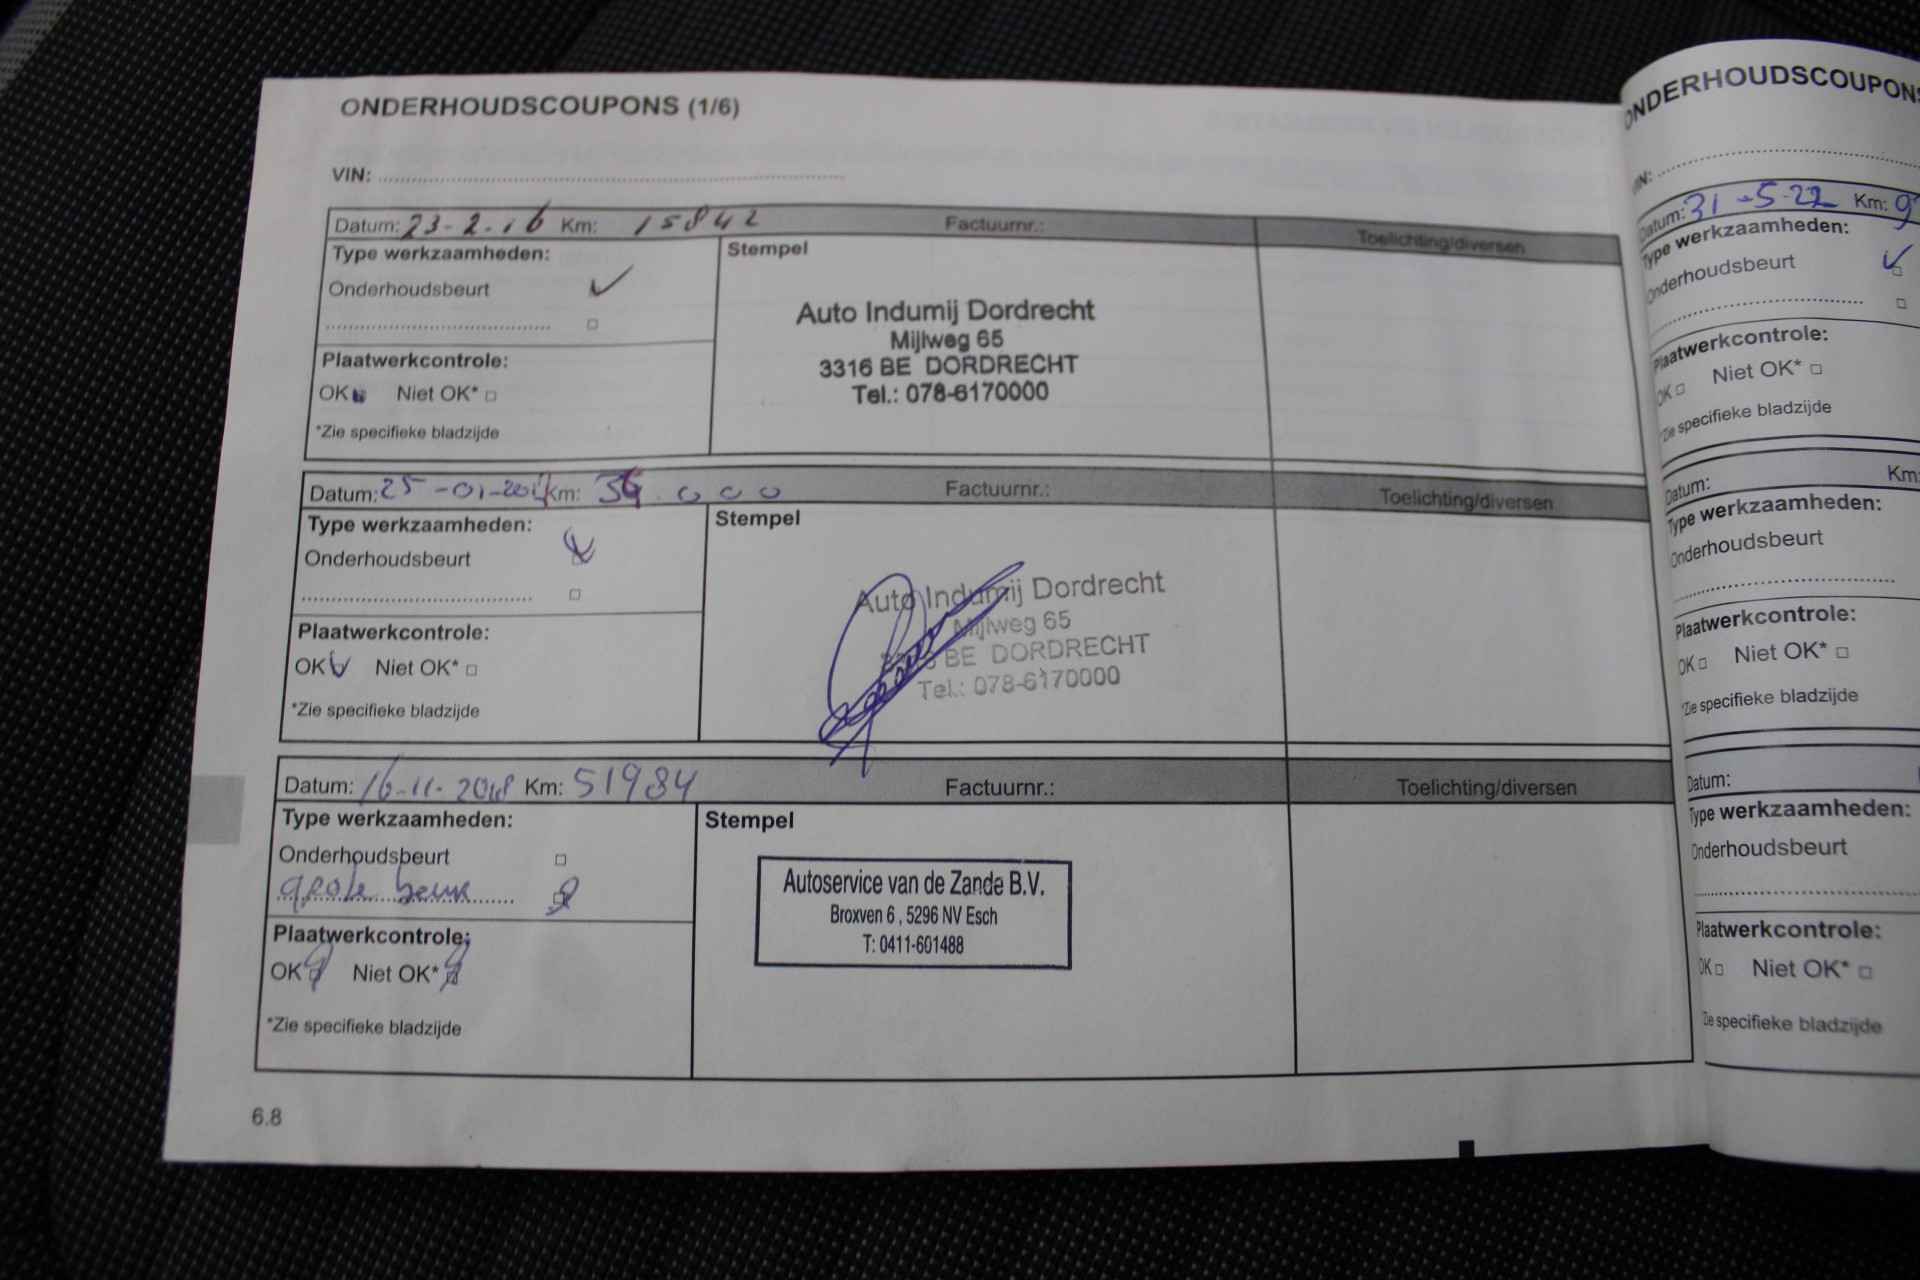 ONDERHOUDSCOUPONS (1/6)
VIN:
Datum: 23-2-16 Km: 15842 Factuurnr.: Toelichting/diversen
Type werkzaamheden:
Stempel
Onderhoudsbeurt
Auto Indumij Dordrecht
Mijlweg 65
3316 BE DORDRECHT
Tel.: 078-6170000
Plaatwerkcontrole:
OK Niet OK*
*Zie specifieke bladzijde
Datum: 25-01- Km: Factuurnr.: Toelichting/diversen
Type werkzaamheden:
Stempel
Onderhoudsbeurt
Auto Indumij Dordrecht
Mijlweg 65
BE DORDRECHT
Tel.: 078-6170000
Plaatwerkcontrole:
OK Niet OK*
*Zie specifieke bladzijde
Datum: 16-11-2018 Km: 51984 Factuurnr.: Toelichting/diversen
Type werkzaamheden:
Stempel
Onderhoudsbeurt
grote beurt
Autoservice van de Zande B.V.
Broxven 6 , 5296 NV Esch
T: 0411-601488
Plaatwerkcontrole:
OK Niet OK*
*Zie specifieke bladzijde
6.8
ONDERHOUDSCOUPONS
VIN:
Datum: 31-5-22 Km: 9
Type werkzaamheden:
Onderhoudsbeurt
Plaatwerkcontrole:
OK Niet OK*
*Zie specifieke bladzijde
Datum: Km:
Type werkzaamheden:
Onderhoudsbeurt
Plaatwerkcontrole:
OK Niet OK*
*Zie specifieke bladzijde
Datum:
Type werkzaamheden:
Onderhoudsbeurt
Plaatwerkcontrole:
OK Niet OK*
Zie specifieke bladzijde